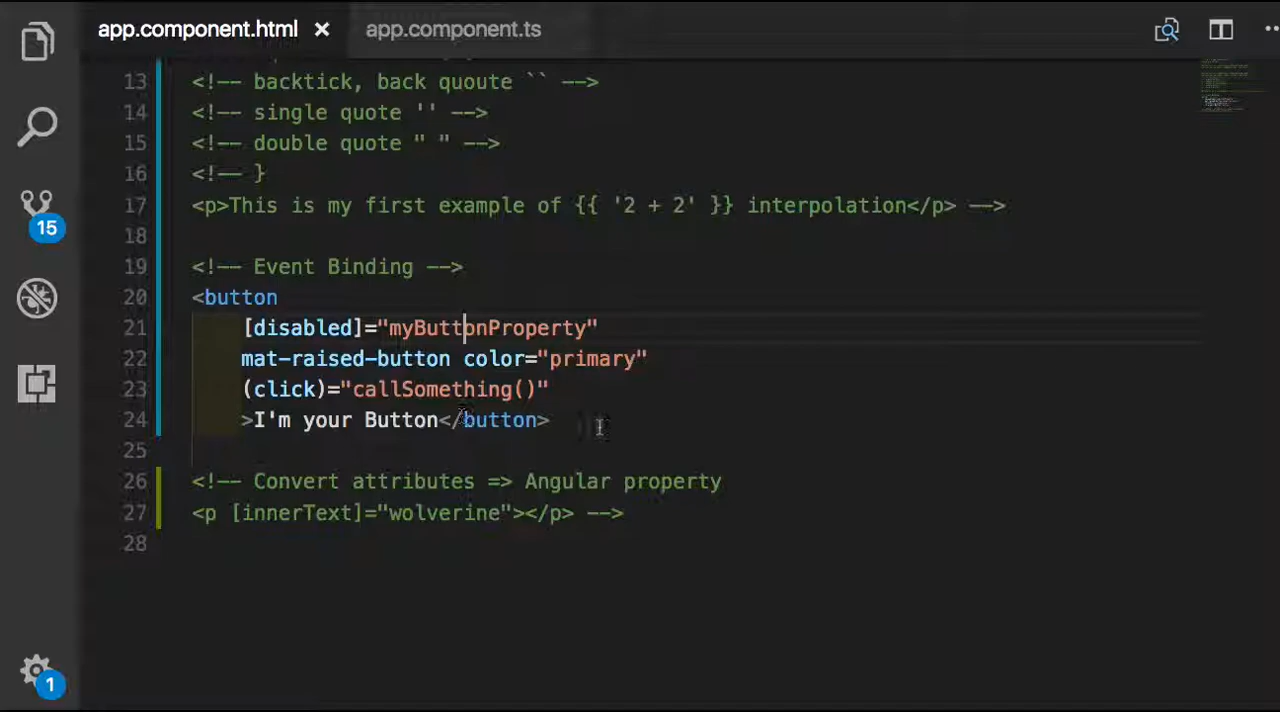 app.component.html × app.component.ts
13 <!-- backtick, back quoute `` -->
14 <!-- single quote '' -->
15 <!-- double quote " " -->
16 <!-- }
17 <p>This is my first example of {{ '2 + 2' }} interpolation</p> -->
18
19 <!-- Event Binding -->
20 <button
21 [disabled]="myButtonProperty"
22 mat-raised-button color="primary"
23 (click)="callSomething()"
24 >I'm your Button</button>
25
26 <!-- Convert attributes => Angular property
27 <p [innerText]="wolverine"></p> -->
28
15
1